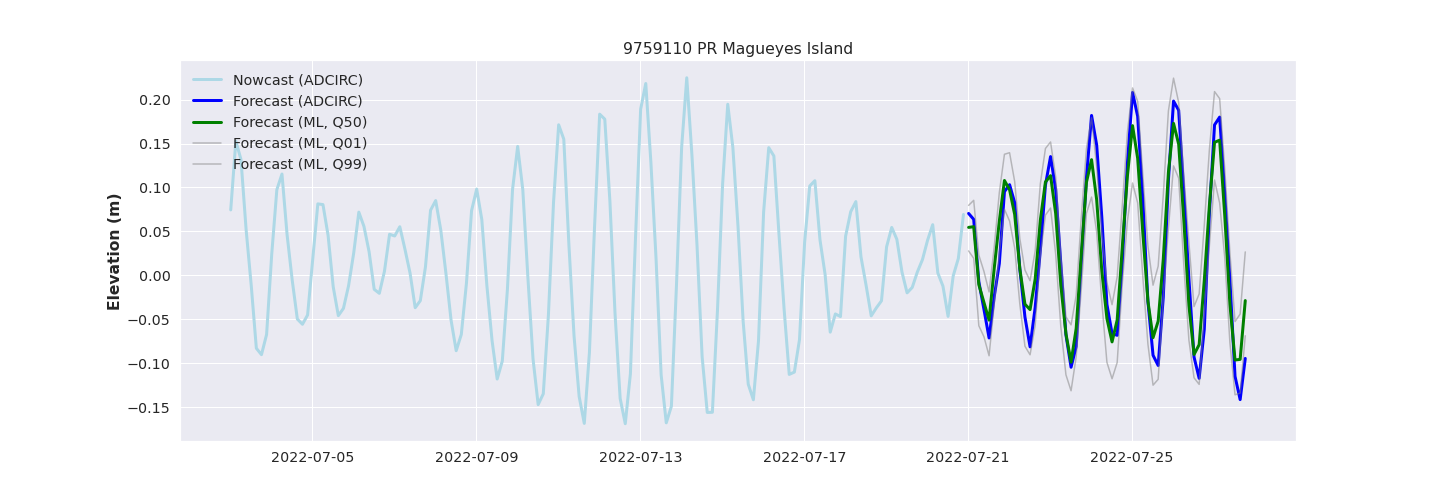 9759110 PR Magueyes Island
Nowcast (ADCIRC)
Forecast (ADCIRC)
Forecast (ML, Q50)
Forecast (ML, Q01)
Forecast (ML, Q99)
Elevation (m)
0.20
0.15
0.10
0.05
0.00
−0.05
−0.10
−0.15
2022-07-05 2022-07-09 2022-07-13 2022-07-17 2022-07-21 2022-07-25